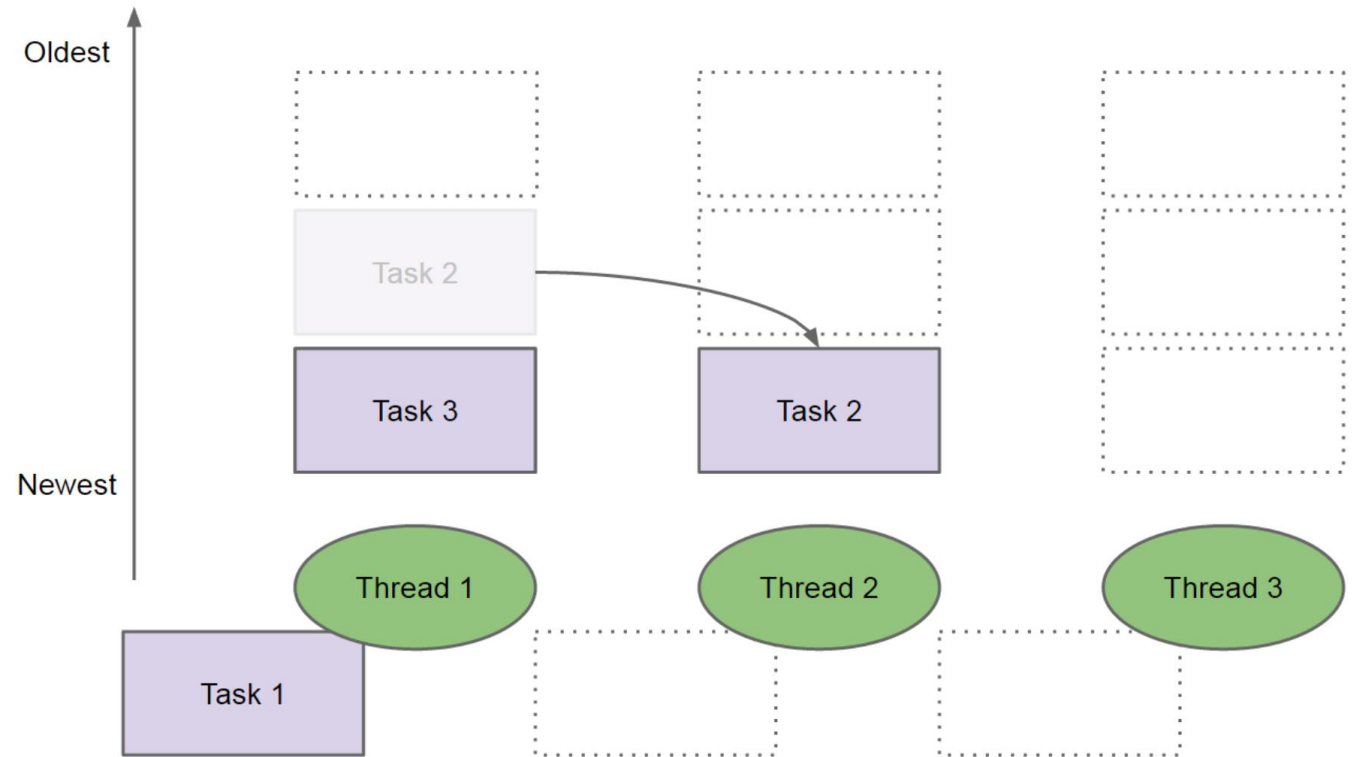 Oldest
Task 2
Task 3
Task 2
Newest
Thread 1
Thread 2
Thread 3
Task 1